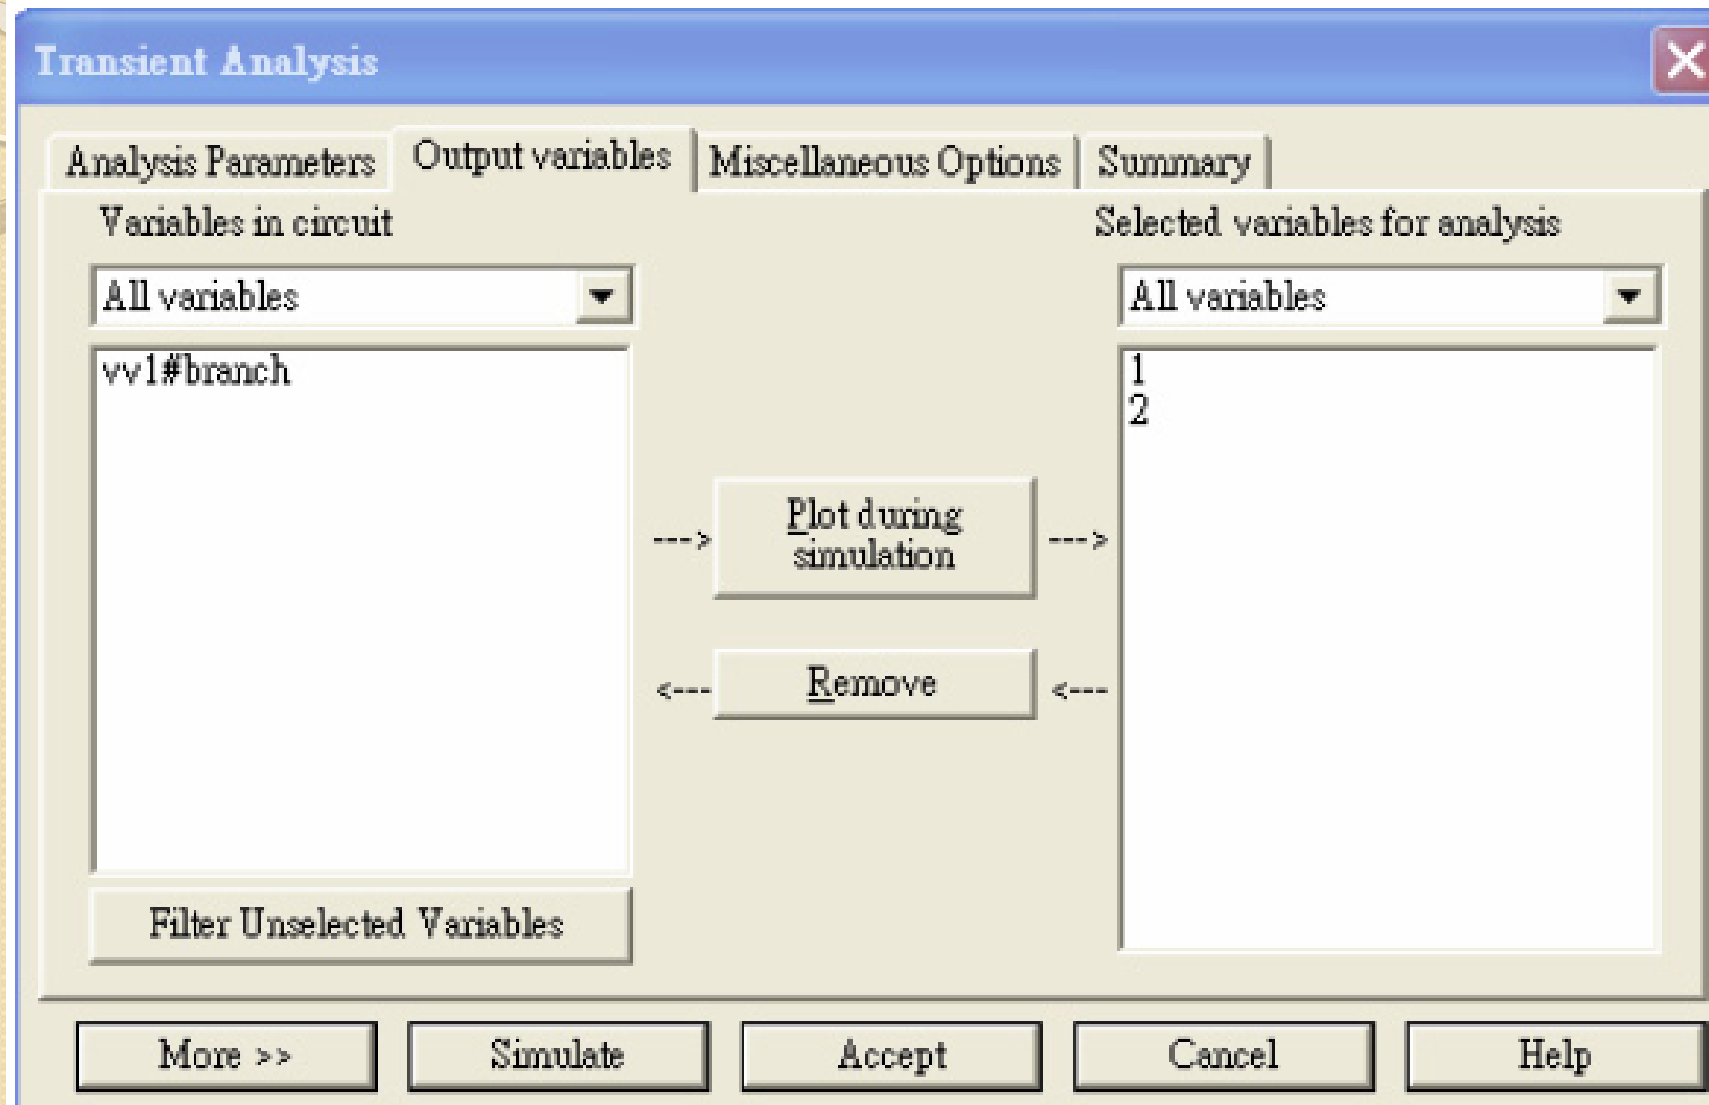 Transient Analysis
Analysis Parameters
Output variables
Miscellaneous Options
Summary
Variables in circuit
Selected variables for analysis
All variables
All variables
vv1#branch
1
2
--->
Plot during
simulation
--->
<---
Remove
<---
Filter Unselected Variables
More >>
Simulate
Accept
Cancel
Help